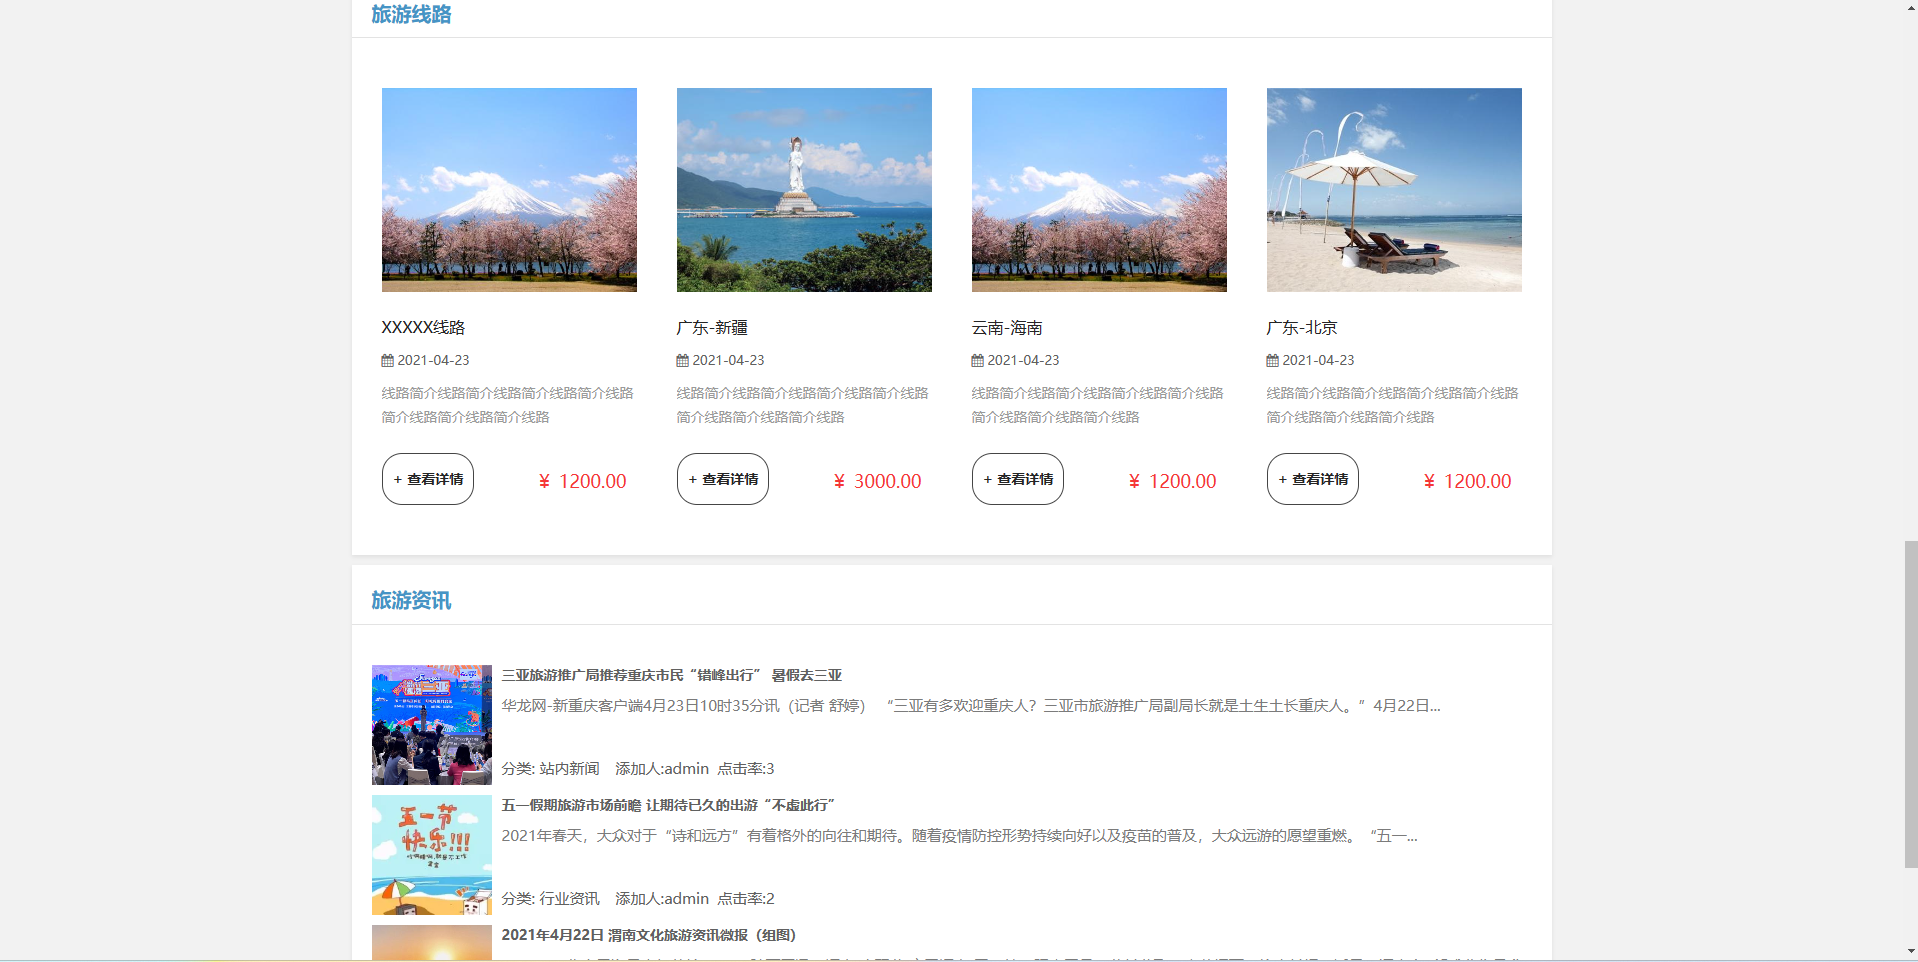 旅游线路
XXXXX线路
2021-04-23
线路简介线路简介线路简介线路简介线路
简介线路简介线路简介线路
+ 查看详情
¥ 1200.00
广东-新疆
2021-04-23
线路简介线路简介线路简介线路简介线路
简介线路简介线路简介线路
+ 查看详情
¥ 3000.00
云南-海南
2021-04-23
线路简介线路简介线路简介线路简介线路
简介线路简介线路简介线路
+ 查看详情
¥ 1200.00
广东-北京
2021-04-23
线路简介线路简介线路简介线路简介线路
简介线路简介线路简介线路
+ 查看详情
¥ 1200.00
旅游资讯
三亚旅游推广局推荐重庆市民“错峰出行” 暑假去三亚
华龙网-新重庆客户端4月23日10时35分讯（记者 舒婷） “三亚有多欢迎重庆人？三亚市旅游推广局副局长就是土生土长重庆人。”4月22日...
分类: 站内新闻 添加人:admin 点击率:3
五一节
快乐!!!
五一假期旅游市场前瞻 让期待已久的出游“不虚此行”
2021年春天，大众对于“诗和远方”有着格外的向往和期待。随着疫情防控形势持续向好以及疫苗的普及，大众远游的愿望重燃。 “五一...
分类: 行业资讯 添加人:admin 点击率:2
2021年4月22日 渭南文化旅游资讯微报（组图）